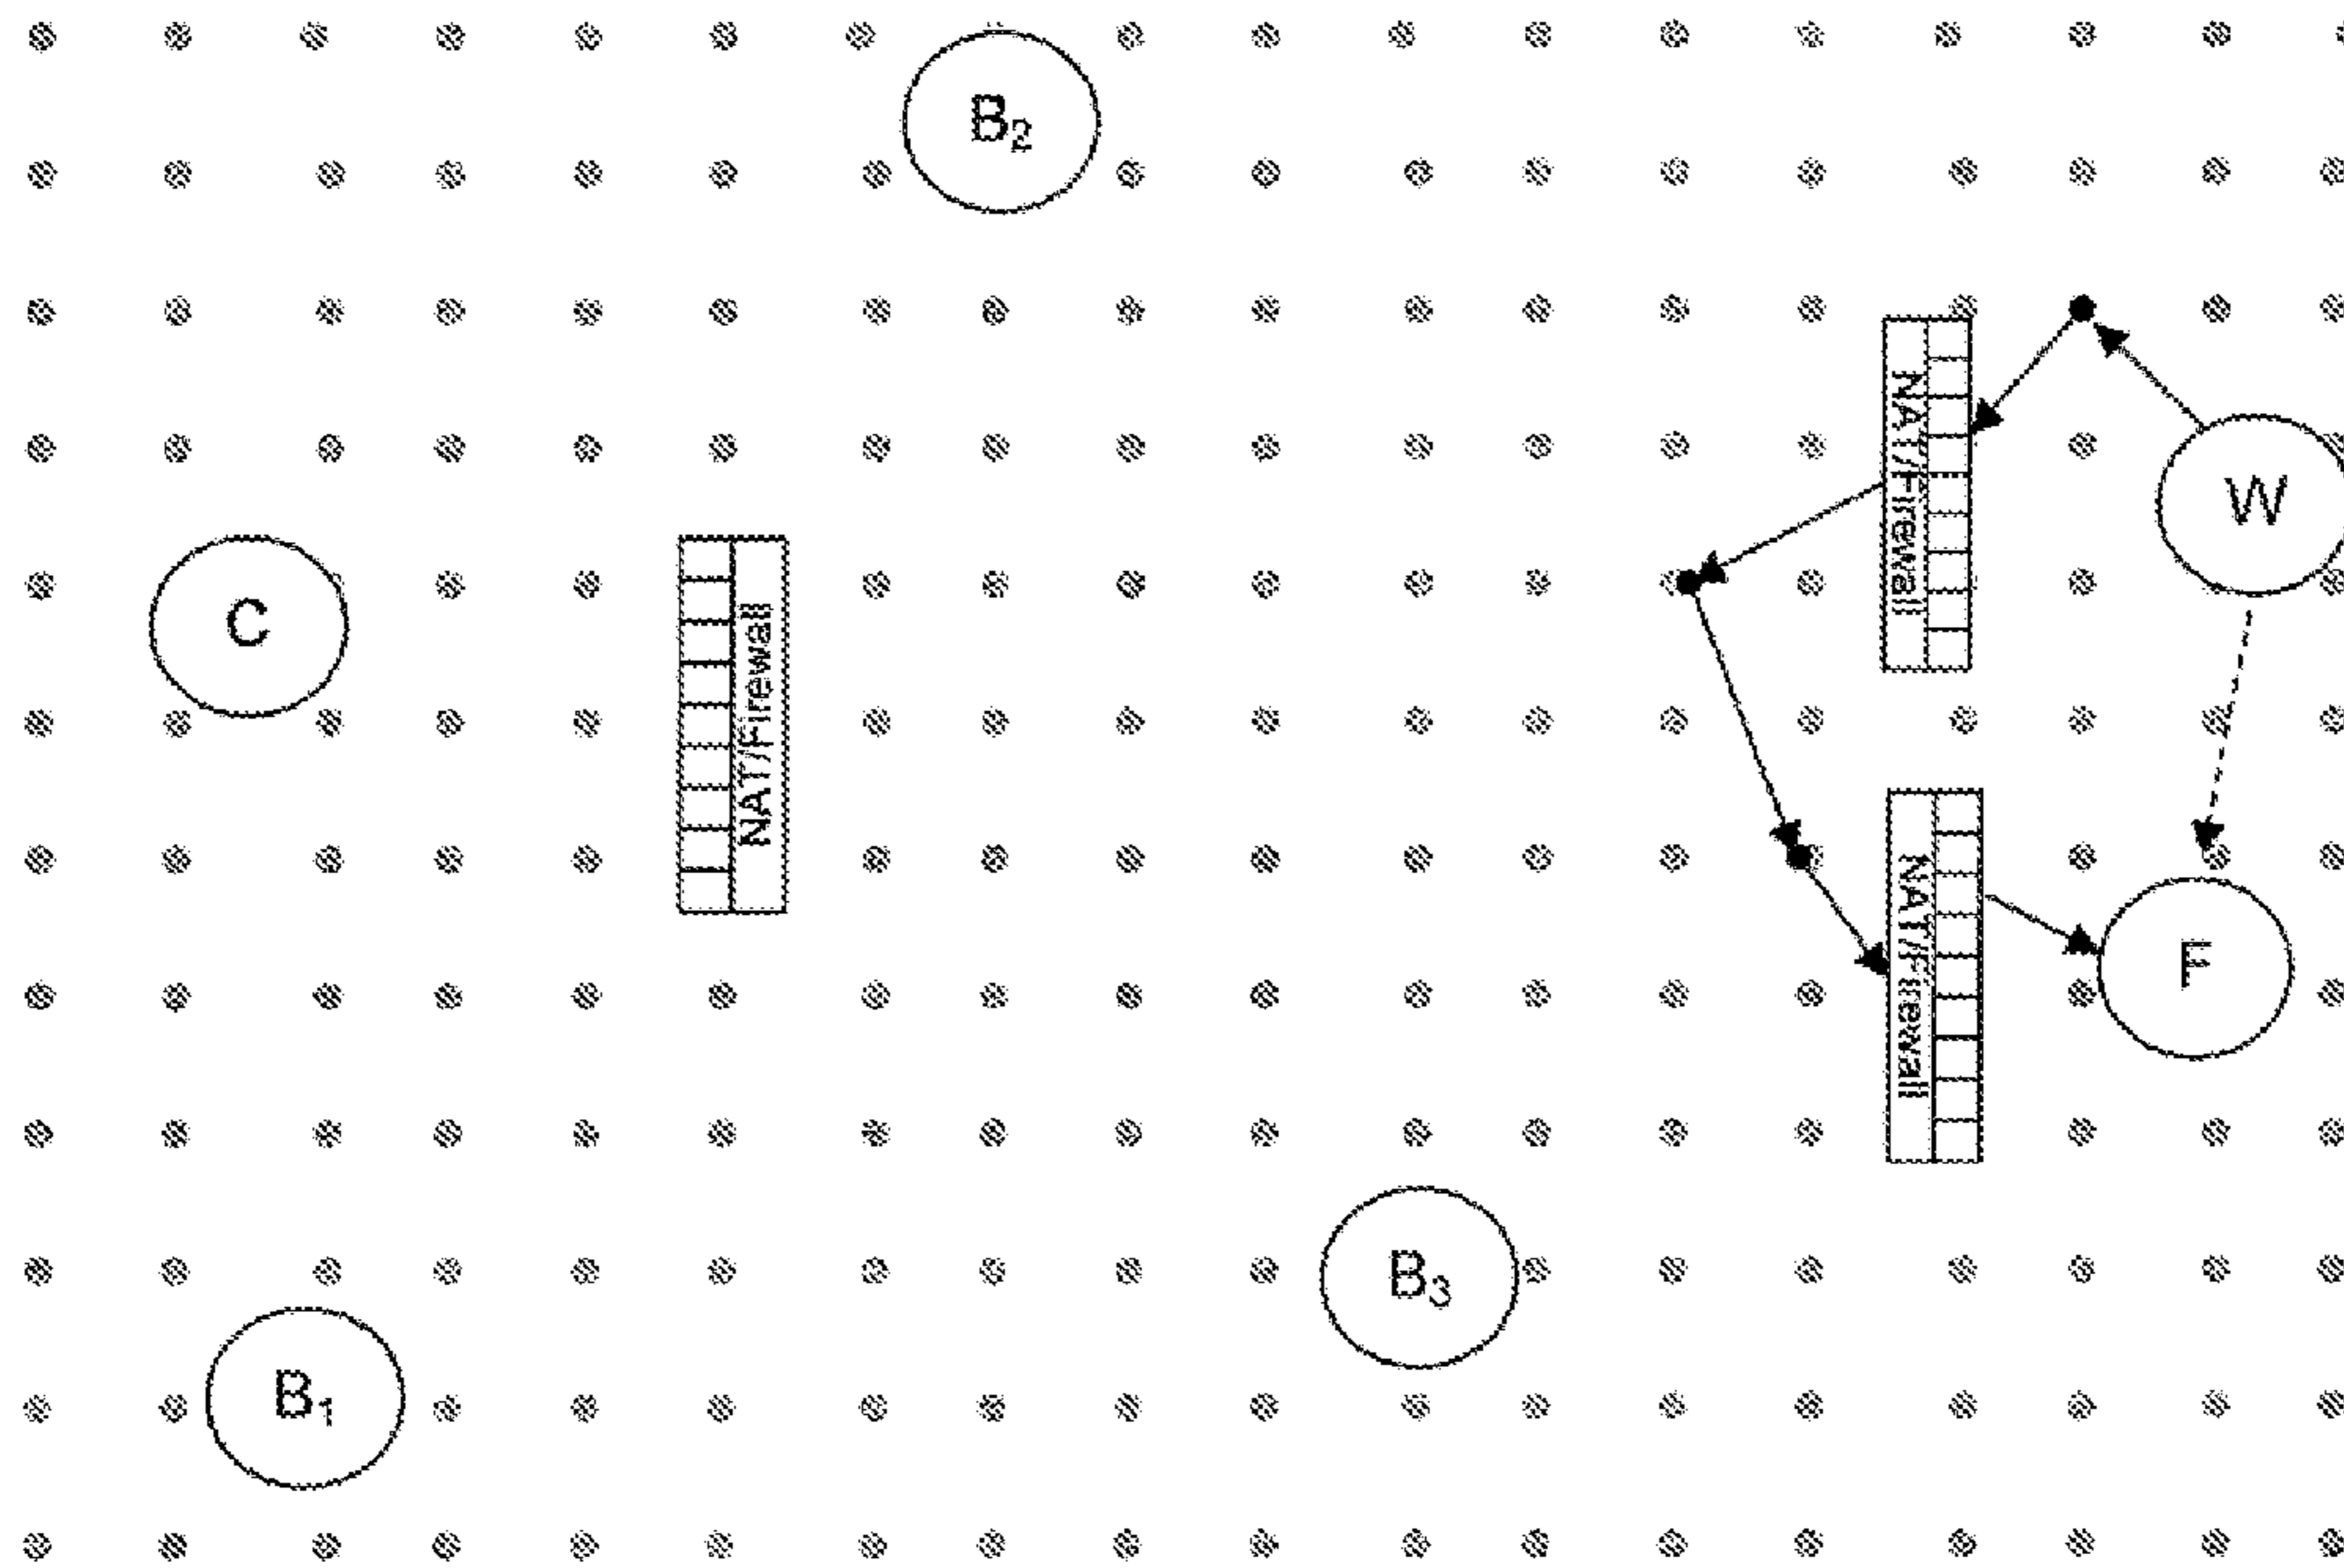 B₂
NAT/Firewall
W
C
NAT/Firewall
NAT/Firewall
F
B₃
B₁